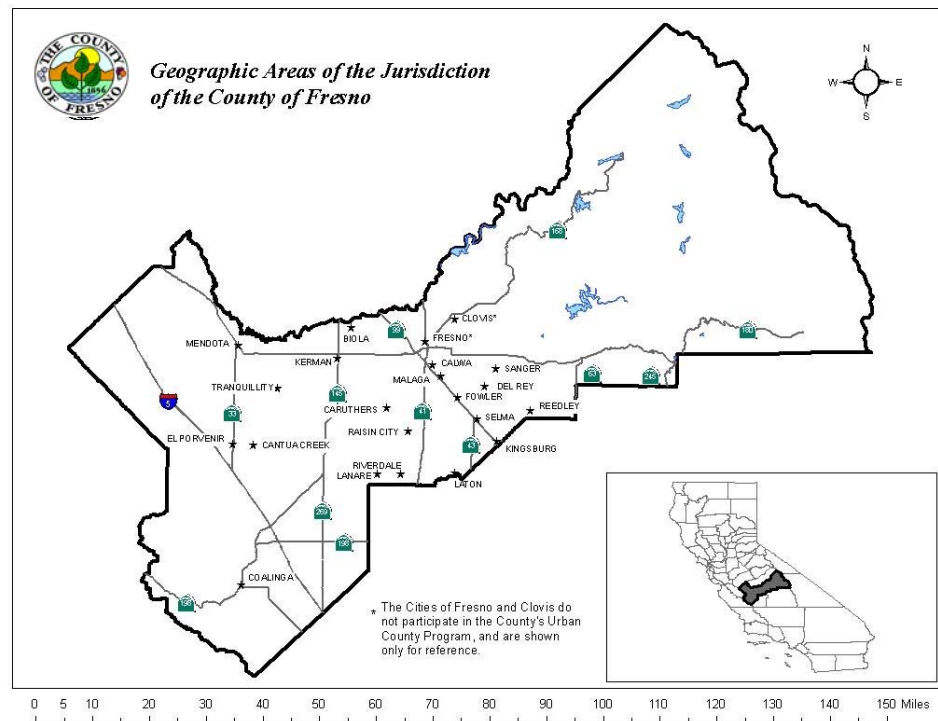 THE COUNTY
OF FRESNO
1856
Geographic Areas of the Jurisdiction
of the County of Fresno
N
W E
S
168
CLOVIS*
99
BIOLA
FRESNO*
180
MENDOTA
KERMAN
CALWA
SANGER
MALAGA
63
245
TRANQUILLITY
DEL REY
5
145
FOWLER
33
CARUTHERS
41
REEDLEY
SELMA
RAISIN CITY
EL PORVENIR
CANTUA CREEK
43
KINGSBURG
RIVERDALE
LANARE
LATON
269
198
COALINGA
198
* The Cities of Fresno and Clovis do
not participate in the County's Urban
County Program, and are shown
only for reference.
0 5 10 20 30 40 50 60 70 80 90 100 110 120 130 140 150 Miles